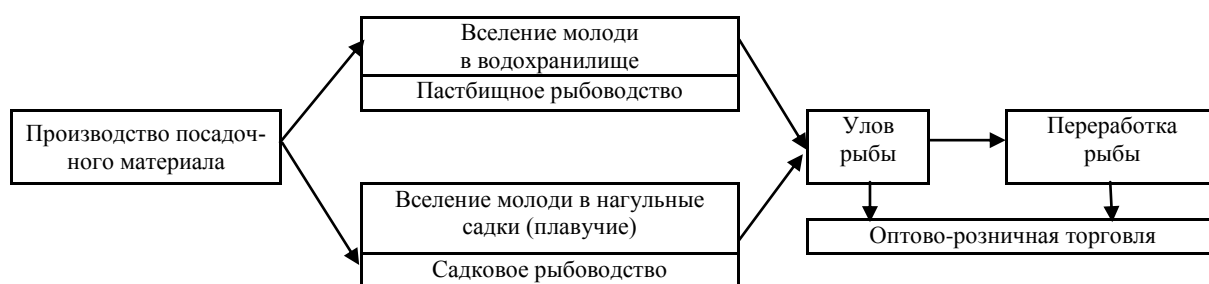 Производство посадоч-
ного материала
Вселение молоди
в водохранилище
Пастбищное рыбоводство
Вселение молоди в нагульные
садки (плавучие)
Садковое рыбоводство
Улов
рыбы
Переработка
рыбы
Оптово-розничная торговля